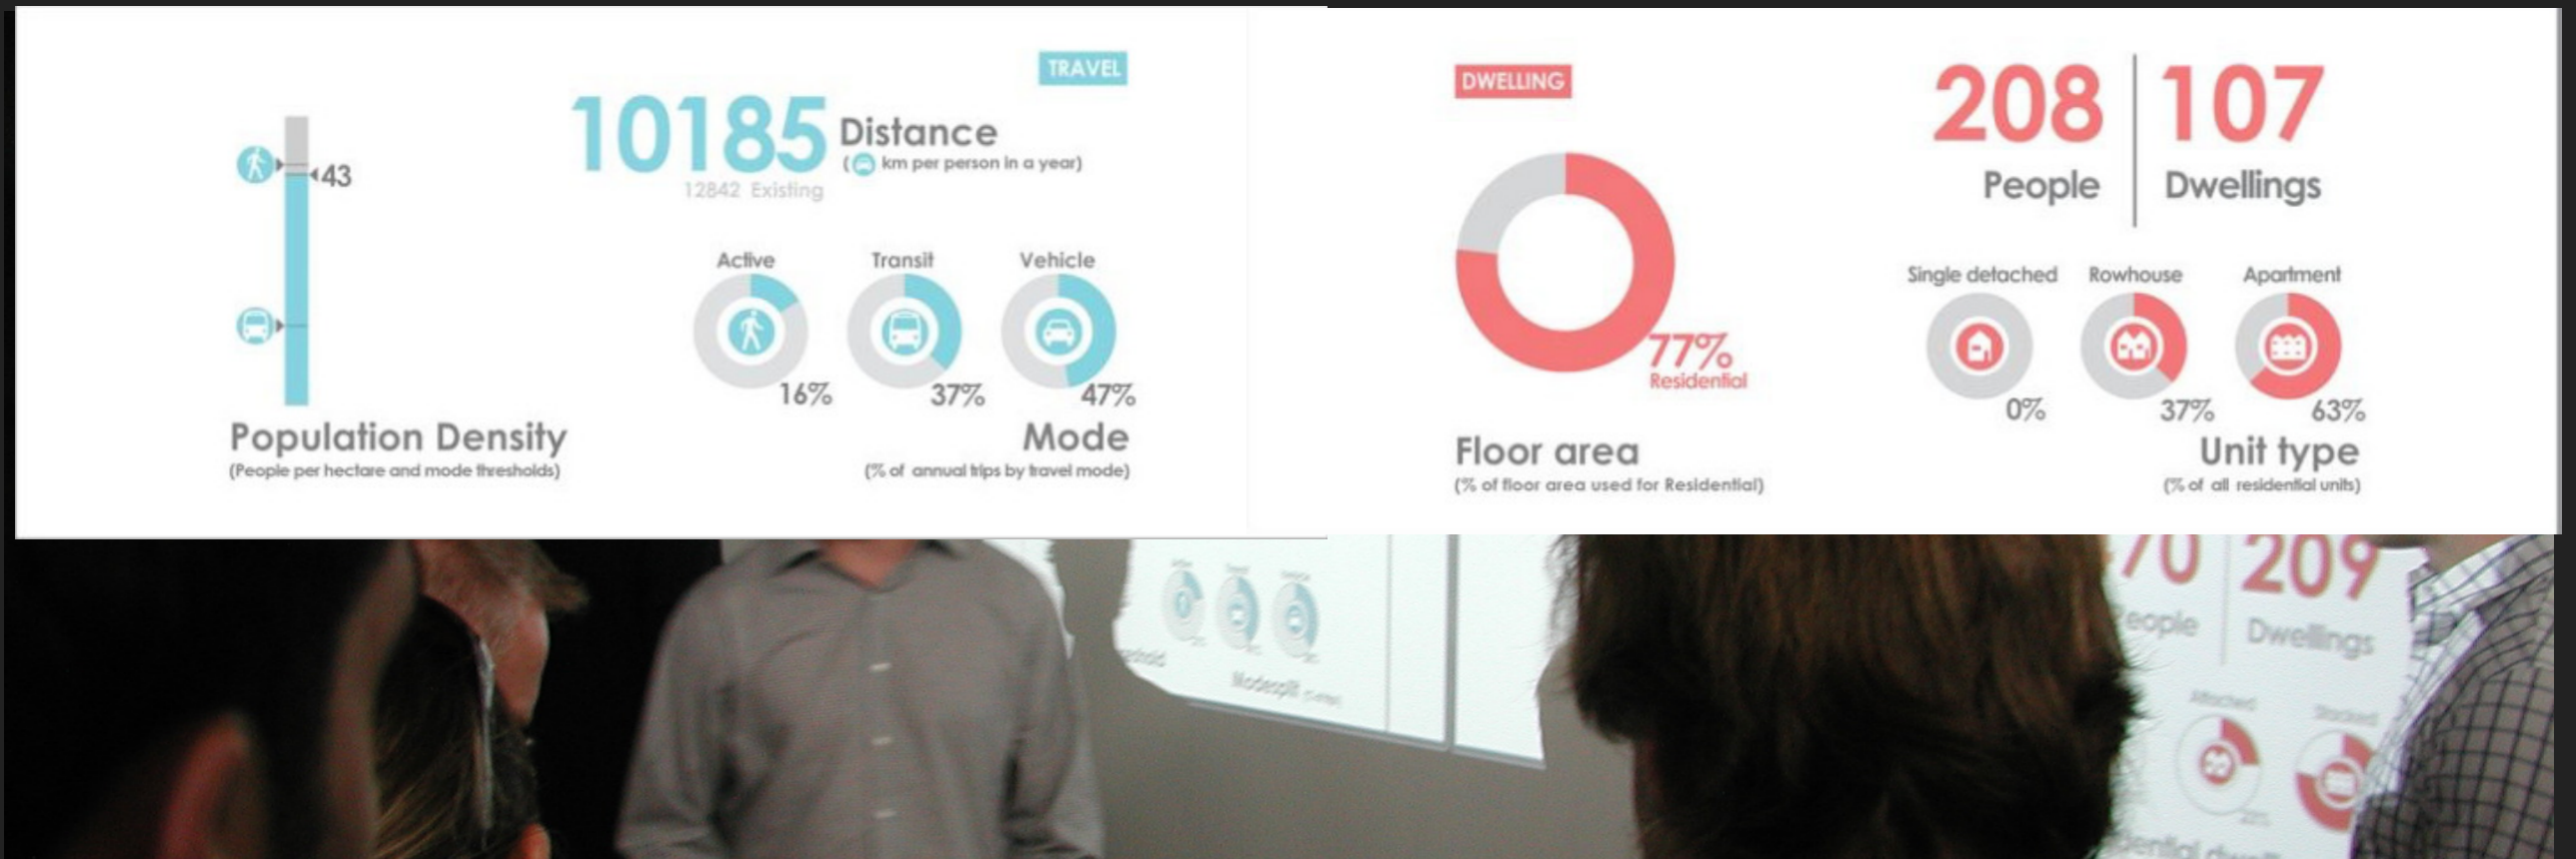 TRAVEL
10185 Distance
( km per person in a year)
12842 Existing
43
Active Transit Vehicle
16% 37% 47%
Population Density
(People per hectare and mode thresholds)
Mode
(% of annual trips by travel mode)
DWELLING
77%
Residential
Floor area
(% of floor area used for Residential)
208 107
People Dwellings
Single detached Rowhouse Apartment
0% 37% 63%
Unit type
(% of all residential units)
Modesplit
209
Dwellings
Attached
Stacked